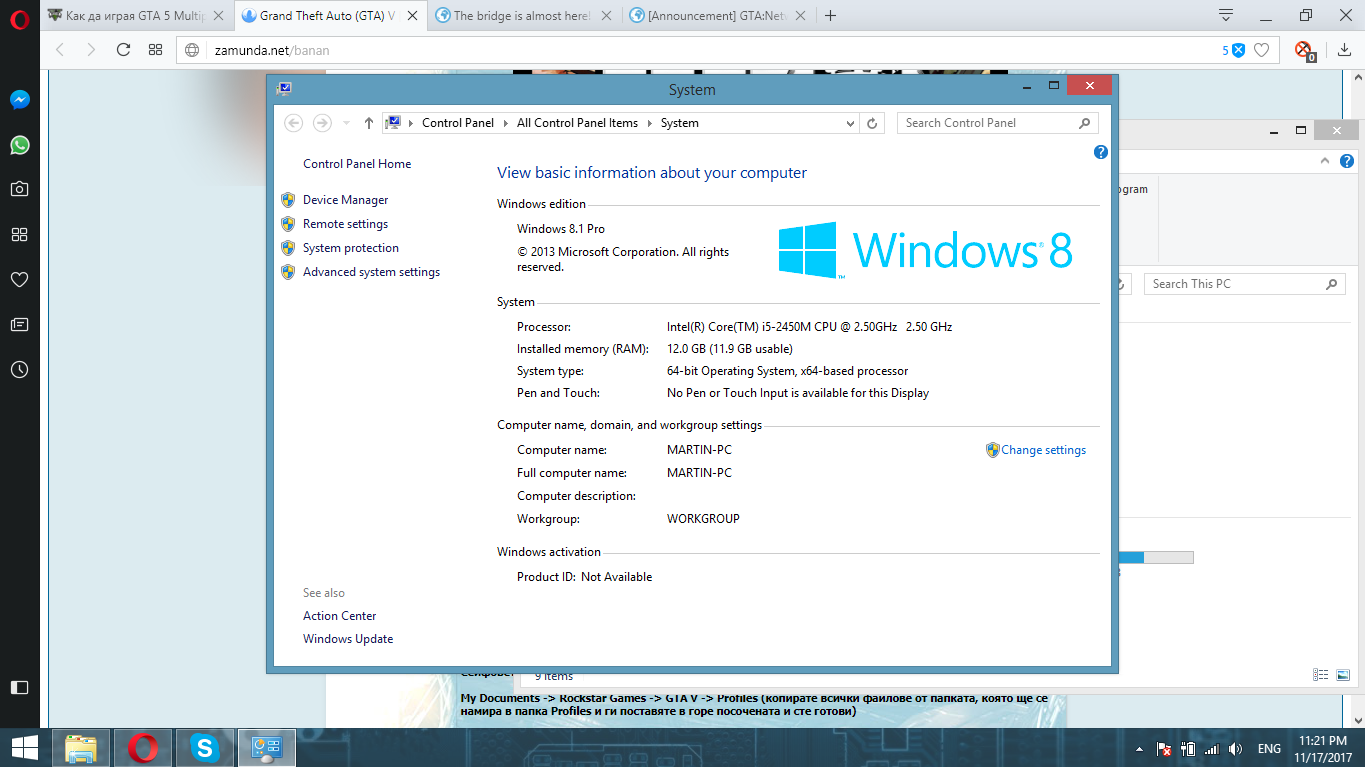 Как да играя GTA 5 Multip
Grand Theft Auto (GTA) V
The bridge is almost here!
[Announcement] GTA:Netw
zamunda.net/banan
5
0
System
Control Panel
All Control Panel Items
System
Search Control Panel
Control Panel Home
Device Manager
Remote settings
System protection
Advanced system settings
View basic information about your computer
Windows edition
Windows 8.1 Pro
© 2013 Microsoft Corporation. All rights
reserved.
Windows 8
System
Processor: Intel(R) Core(TM) i5-2450M CPU @ 2.50GHz 2.50 GHz
Installed memory (RAM): 12.0 GB (11.9 GB usable)
System type: 64-bit Operating System, x64-based processor
Pen and Touch: No Pen or Touch Input is available for this Display
Computer name, domain, and workgroup settings
Computer name: MARTIN-PC
Change settings
Full computer name: MARTIN-PC
Computer description:
Workgroup: WORKGROUP
Windows activation
Product ID: Not Available
See also
Action Center
Windows Update
ogram
Search This PC
9 items
My Documents -> Rockstar Games -> GTA V -> Profiles (копирате всички файлове от папката, която ще се
намира в папка Profiles и ги поставяте в горе посочената и сте готови)
ENG
11:21 PM
11/17/2017